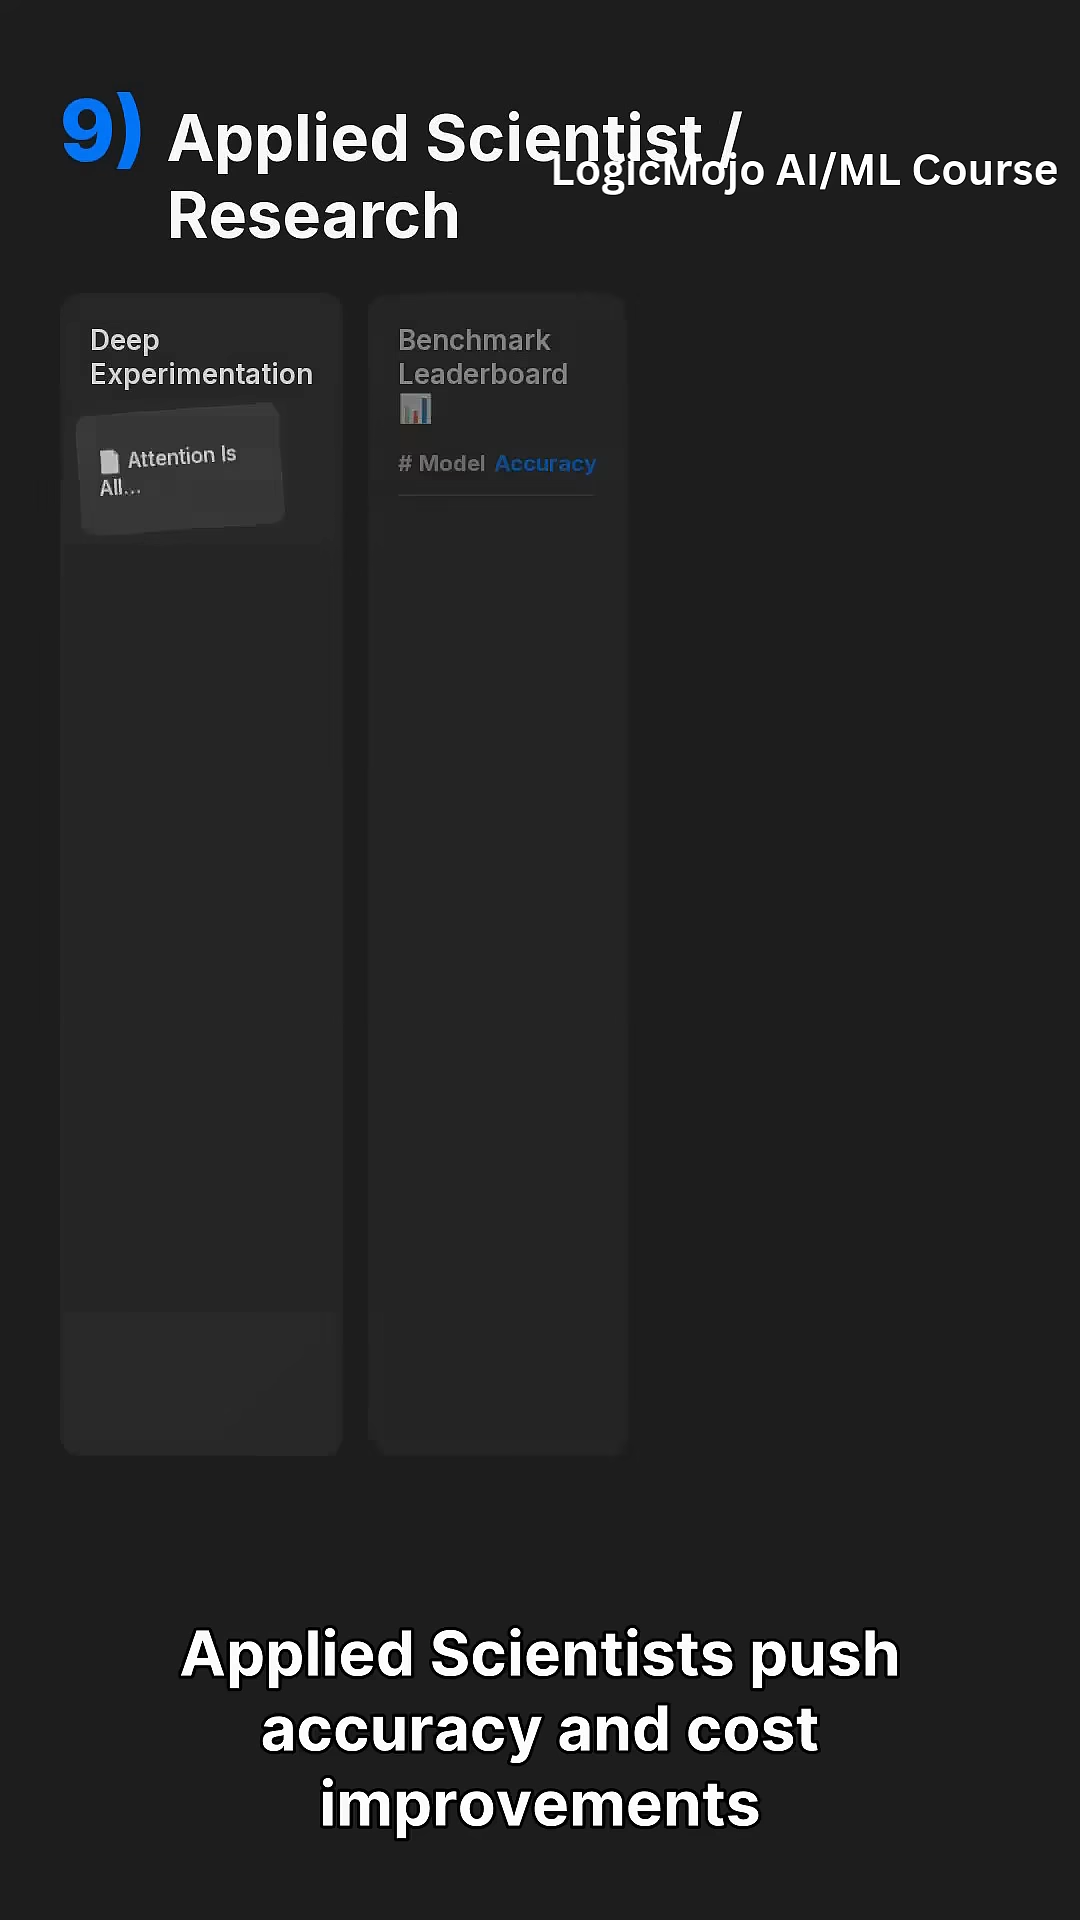 9) Applied Scientist /
Research
LogicMojo AI/ML Course
Deep
Experimentation
Attention Is
All...
Benchmark
Leaderboard
# Model Accuracy
Applied Scientists push
accuracy and cost
improvements